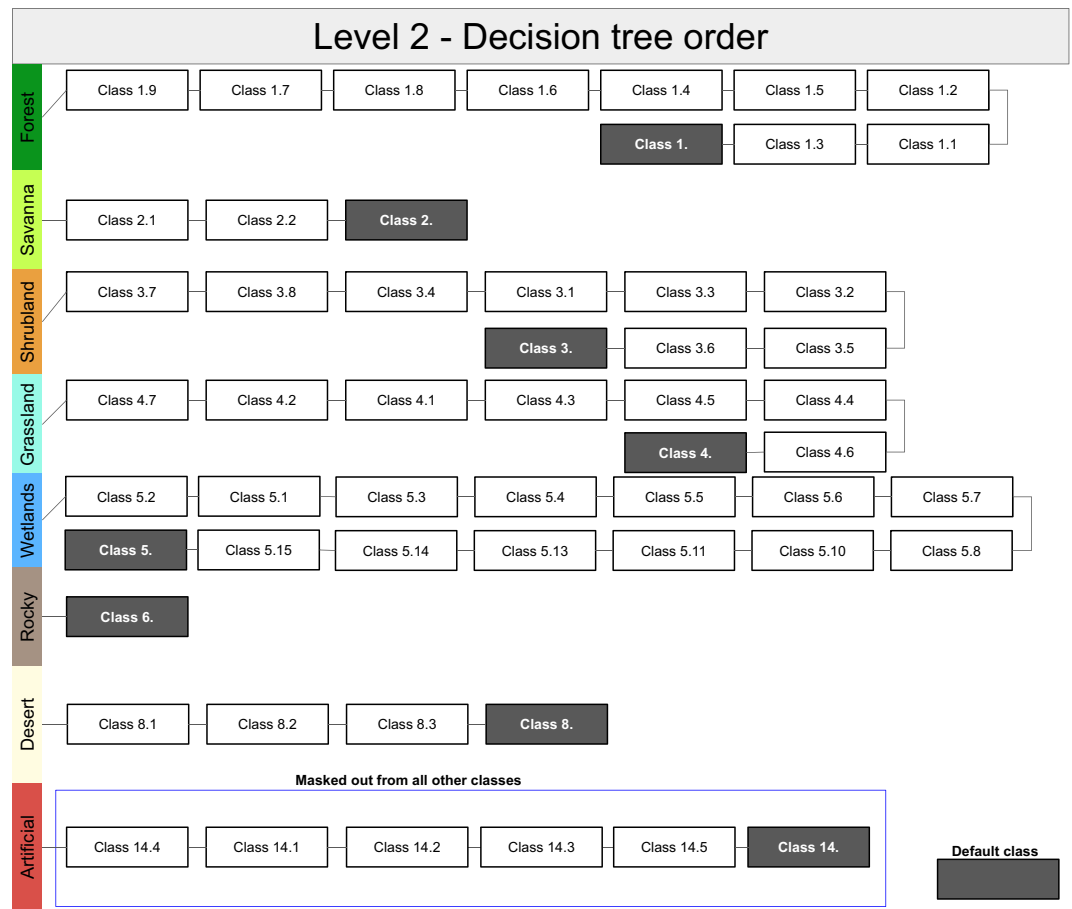 Level 2 - Decision tree order
Forest
Class 1.9
Class 1.7
Class 1.8
Class 1.6
Class 1.4
Class 1.5
Class 1.2
Class 1.
Class 1.3
Class 1.1
Savanna
Class 2.1
Class 2.2
Class 2.
Shrubland
Class 3.7
Class 3.8
Class 3.4
Class 3.1
Class 3.3
Class 3.2
Class 3.
Class 3.6
Class 3.5
Grassland
Class 4.7
Class 4.2
Class 4.1
Class 4.3
Class 4.5
Class 4.4
Class 4.
Class 4.6
Wetlands
Class 5.2
Class 5.1
Class 5.3
Class 5.4
Class 5.5
Class 5.6
Class 5.7
Class 5.
Class 5.15
Class 5.14
Class 5.13
Class 5.11
Class 5.10
Class 5.8
Rocky
Class 6.
Desert
Class 8.1
Class 8.2
Class 8.3
Class 8.
Masked out from all other classes
Artificial
Class 14.4
Class 14.1
Class 14.2
Class 14.3
Class 14.5
Class 14.
Default class